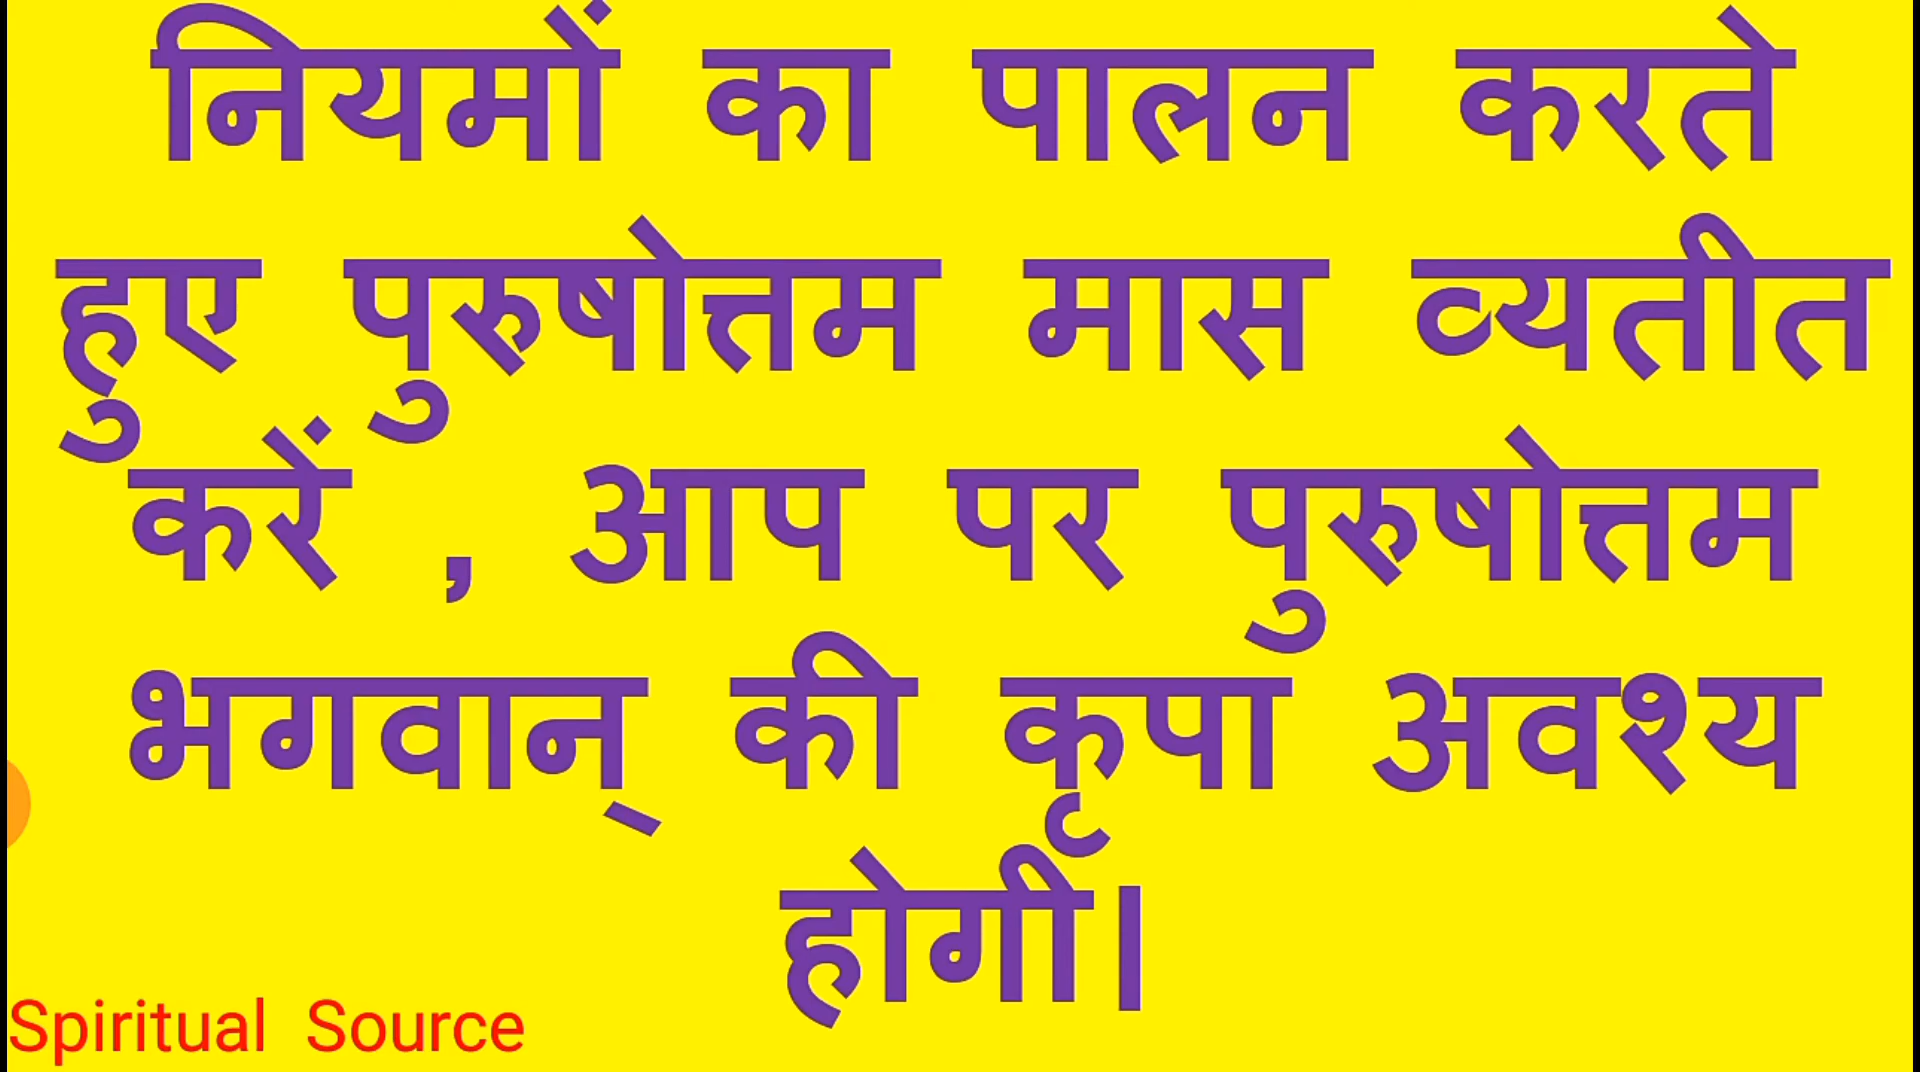 नियमों का पालन करते
हुए पुरुषोत्तम मास व्यतीत
करें , आप पर पुरुषोत्तम
भगवान् की कृपा अवश्य
होगी।
Spiritual Source